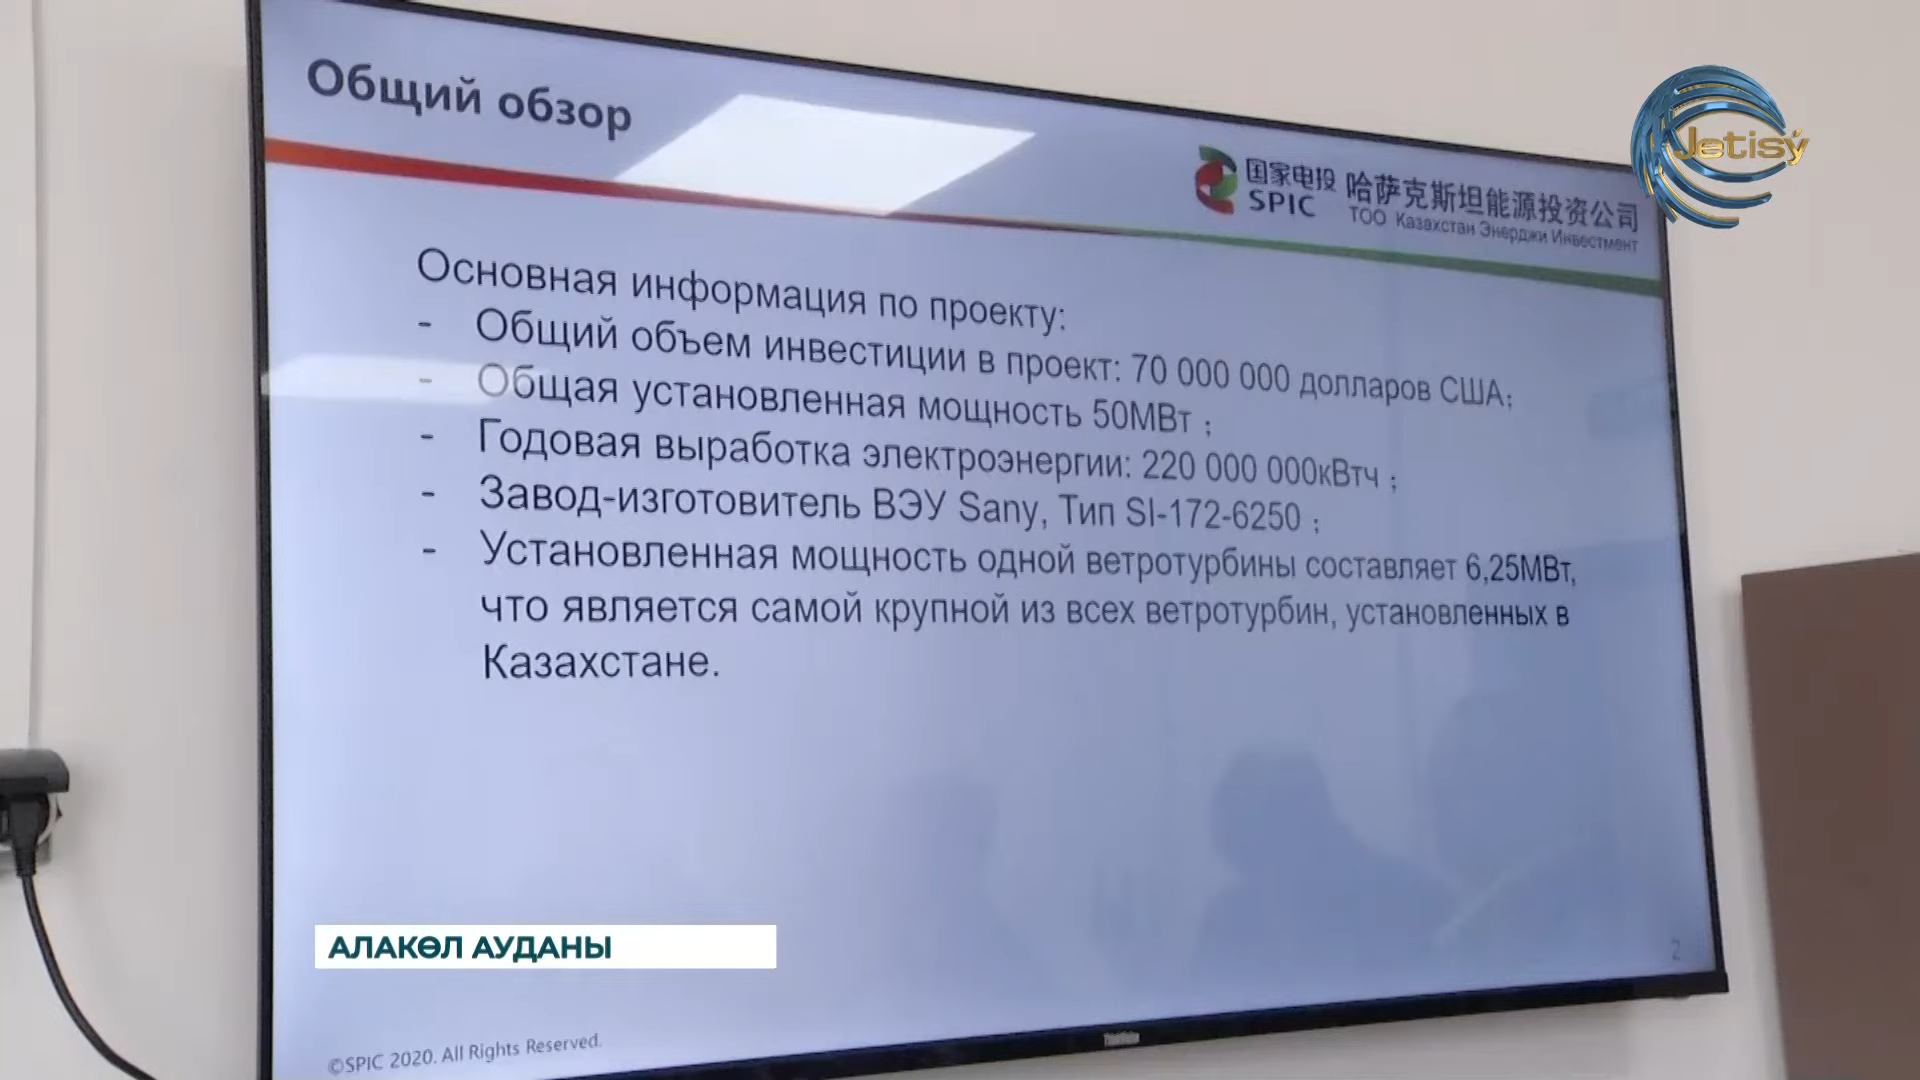 Общий обзор
Jetisý
国家电投 哈萨克斯坦能源投资公司
SPIC ТОО Казахстан Энерджи Инвестмент
Основная информация по проекту:
- Общий объем инвестиции в проект: 70 000 000 долларов США;
- Общая установленная мощность 50МВт ;
- Годовая выработка электроэнергии: 220 000 000кВтч ;
- Завод-изготовитель ВЭУ Sany, Тип SI-172-6250 ;
- Установленная мощность одной ветротурбины составляет 6,25МВт,
что является самой крупной из всех ветротурбин, установленных в
Казахстане.
АЛАКӨЛ АУДАНЫ
2
©SPIC 2020. All Rights Reserved.